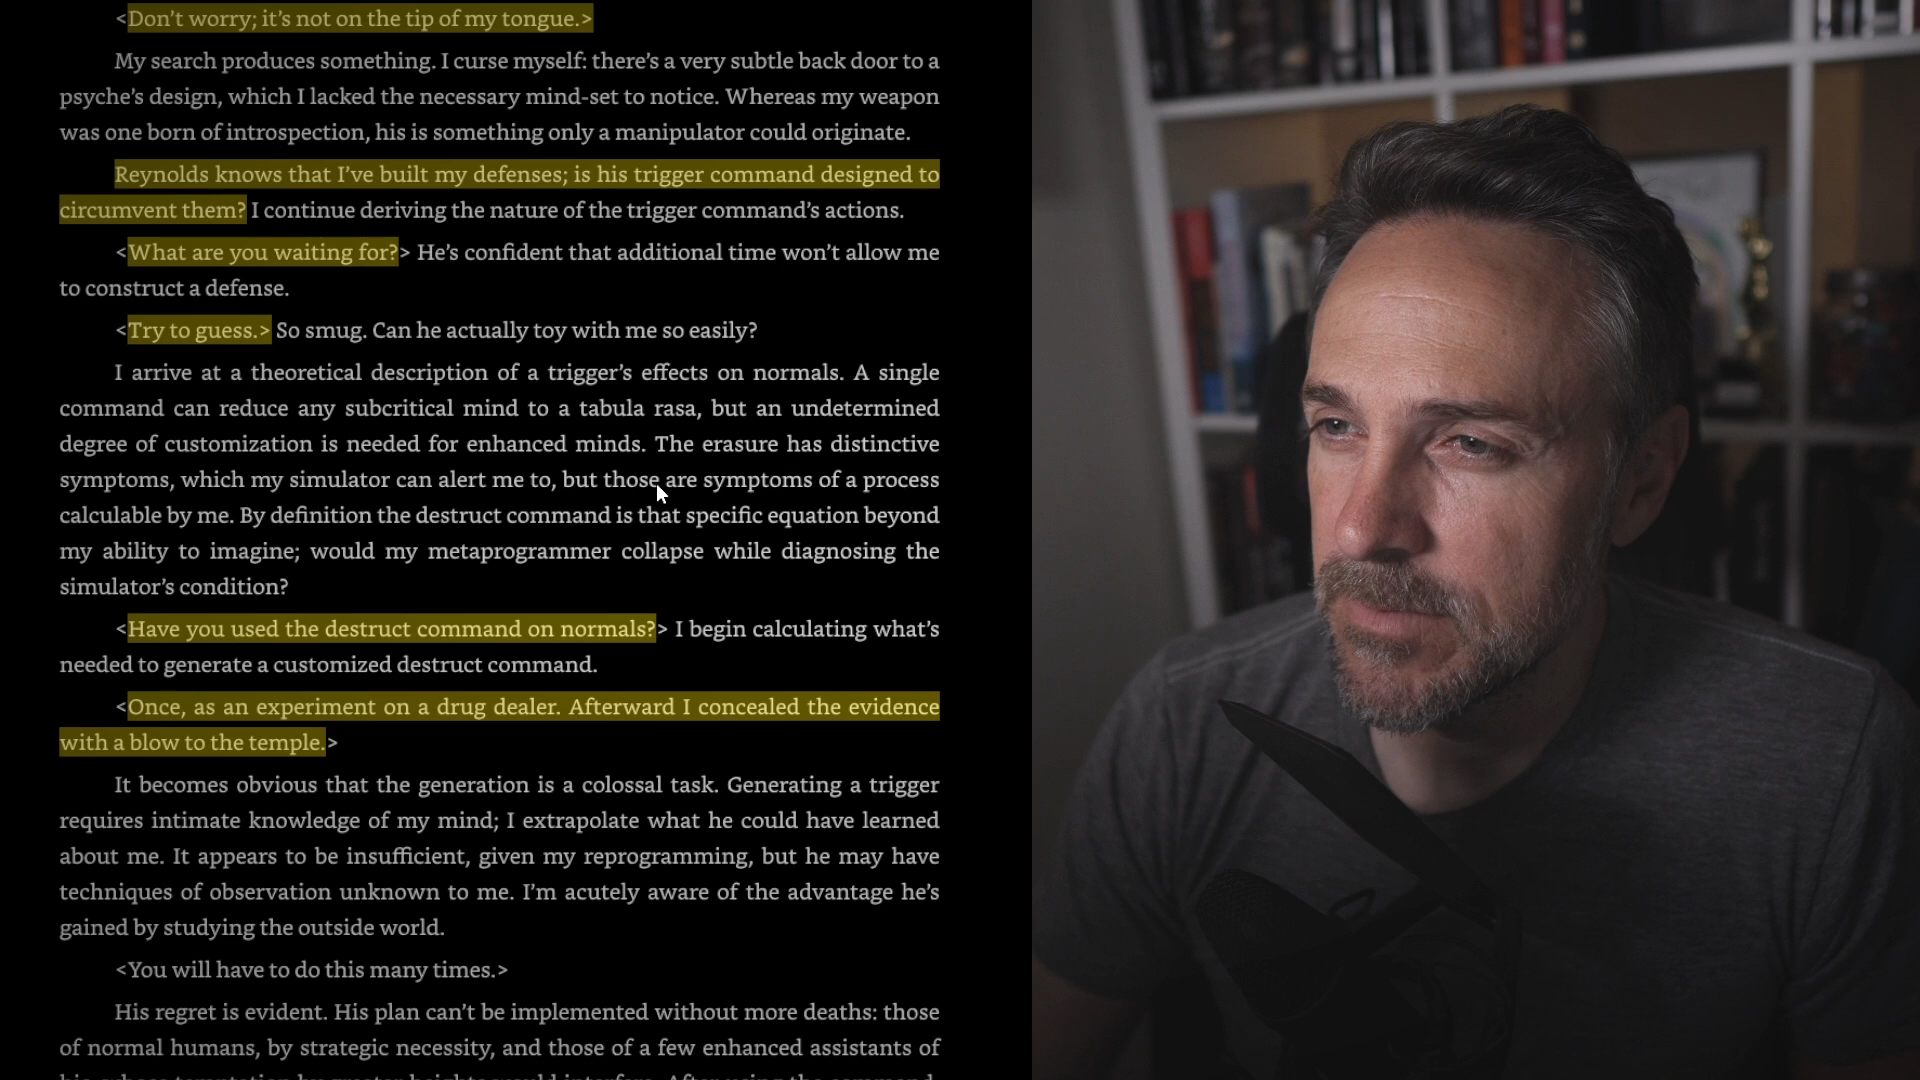 <Don’t worry; it’s not on the tip of my tongue.>
My search produces something. I curse myself: there’s a very subtle back door to a
psyche’s design, which I lacked the necessary mind-set to notice. Whereas my weapon
was one born of introspection, his is something only a manipulator could originate.
Reynolds knows that I’ve built my defenses; is his trigger command designed to
circumvent them? I continue deriving the nature of the trigger command’s actions.
<What are you waiting for?> He’s confident that additional time won’t allow me
to construct a defense.
<Try to guess.> So smug. Can he actually toy with me so easily?
I arrive at a theoretical description of a trigger’s effects on normals. A single
command can reduce any subcritical mind to a tabula rasa, but an undetermined
degree of customization is needed for enhanced minds. The erasure has distinctive
symptoms, which my simulator can alert me to, but those are symptoms of a process
calculable by me. By definition the destruct command is that specific equation beyond
my ability to imagine; would my metaprogrammer collapse while diagnosing the
simulator’s condition?
<Have you used the destruct command on normals?> I begin calculating what’s
needed to generate a customized destruct command.
<Once, as an experiment on a drug dealer. Afterward I concealed the evidence
with a blow to the temple.>
It becomes obvious that the generation is a colossal task. Generating a trigger
requires intimate knowledge of my mind; I extrapolate what he could have learned
about me. It appears to be insufficient, given my reprogramming, but he may have
techniques of observation unknown to me. I’m acutely aware of the advantage he’s
gained by studying the outside world.
<You will have to do this many times.>
His regret is evident. His plan can’t be implemented without more deaths: those
of normal humans, by strategic necessity, and those of a few enhanced assistants of